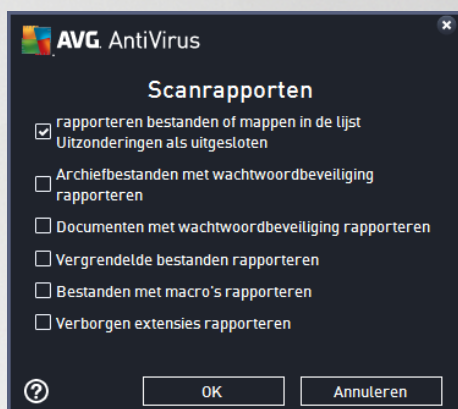 AVG. AntiVirus
Scanrapporten
rapporteren bestanden of mappen in de lijst
Uitzonderingen als uitgesloten
Archiefbestanden met wachtwoordbeveiliging
rapporteren
Documenten met wachtwoordbeveiliging rapporteren
Vergrendelde bestanden rapporteren
Bestanden met macro's rapporteren
Verborgen extensies rapporteren
? OK Annuleren